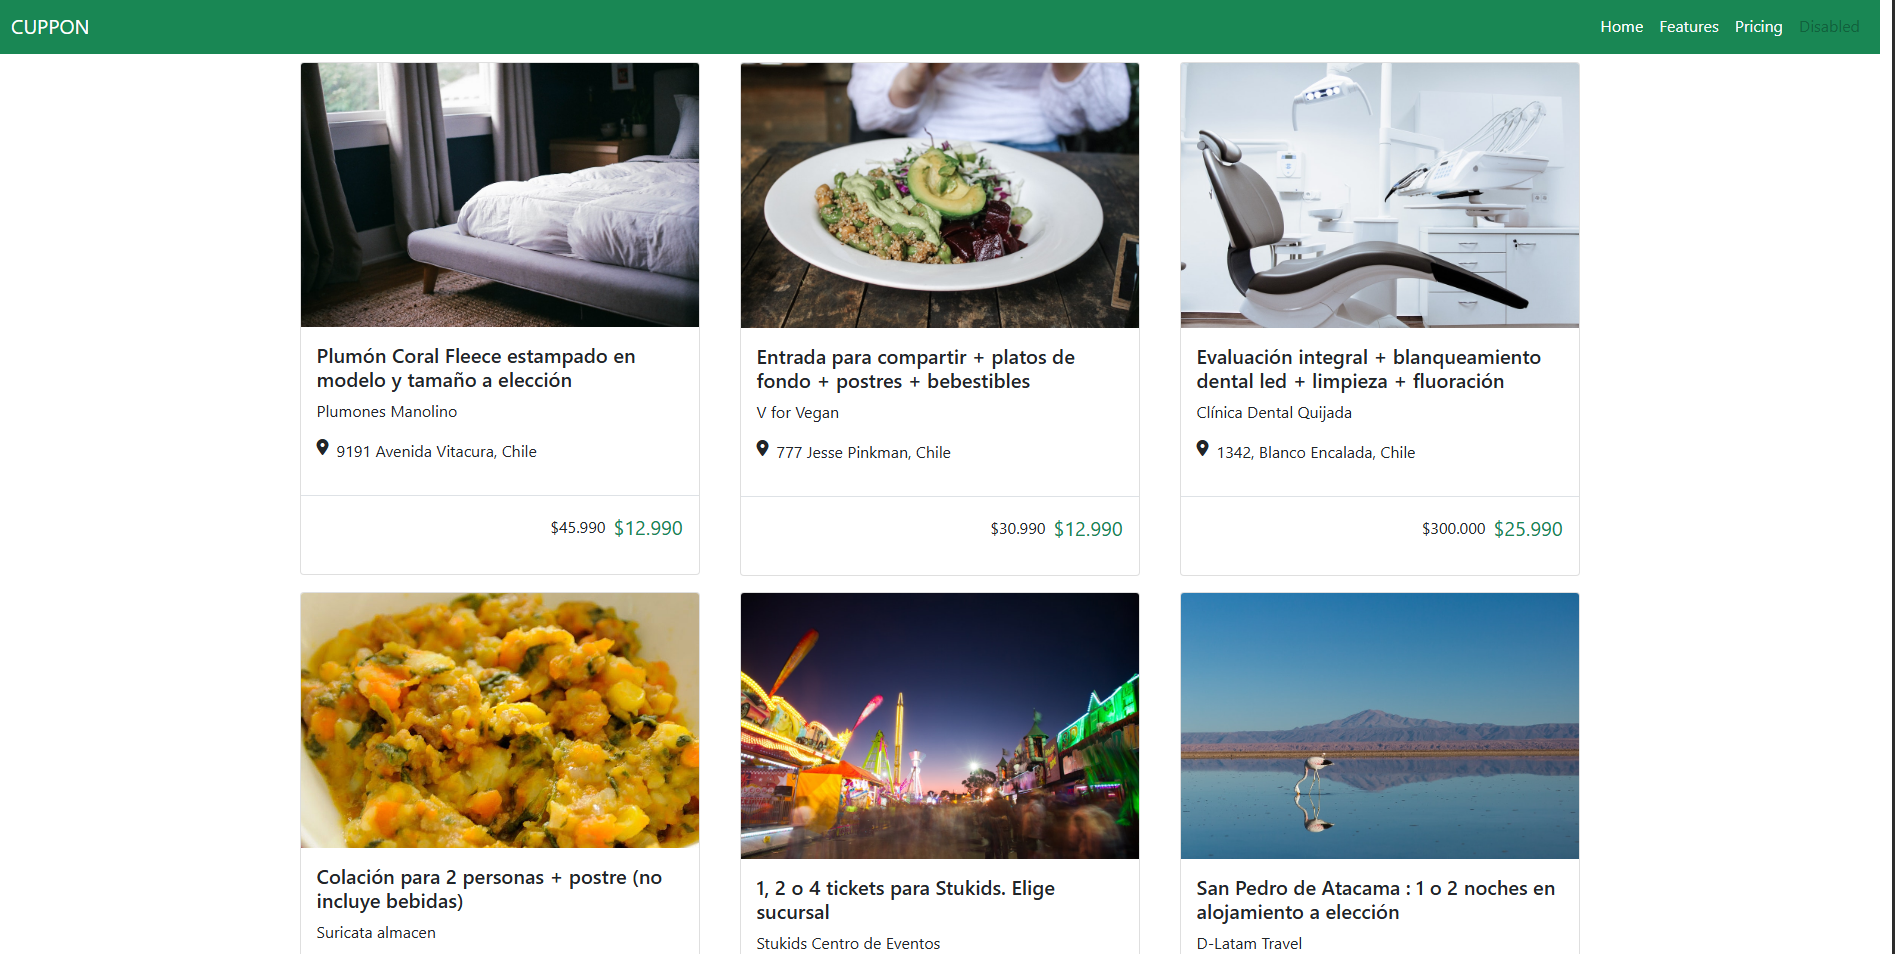 CUPPON
Home Features Pricing Disabled
Plumón Coral Fleece estampado en
modelo y tamaño a elección
Plumones Manolino
9191 Avenida Vitacura, Chile
$45.990 $12.990
Entrada para compartir + platos de
fondo + postres + bebestibles
V for Vegan
777 Jesse Pinkman, Chile
$30.990 $12.990
Evaluación integral + blanqueamiento
dental led + limpieza + fluoración
Clínica Dental Quijada
1342, Blanco Encalada, Chile
$300.000 $25.990
Colación para 2 personas + postre (no
incluye bebidas)
Suricata almacen
1, 2 o 4 tickets para Stukids. Elige
sucursal
Stukids Centro de Eventos
San Pedro de Atacama : 1 o 2 noches en
alojamiento a elección
D-Latam Travel